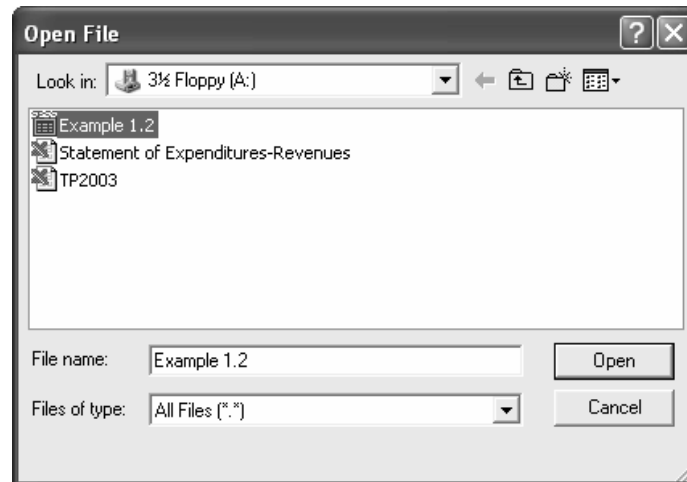 Open File
Look in: 3½ Floppy (A:)
Example 1.2
Statement of Expenditures-Revenues
TP2003
File name: Example 1.2 Open
Files of type: All Files (*.*) Cancel